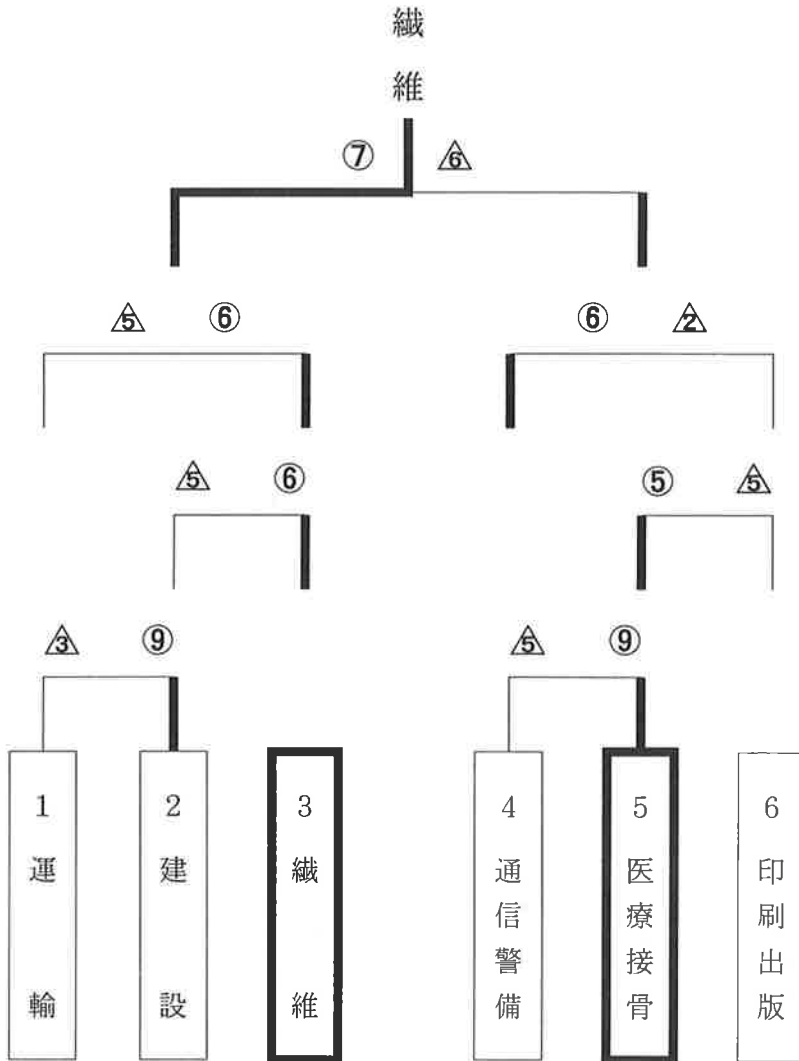 繊維
⑦ 6
5 ⑥ ⑥ 2
5 ⑥ ⑤ 5
3 ⑨ 5 ⑨
1 運輸
2 建設
3 繊維
4 通信警備
5 医療接骨
6 印刷出版